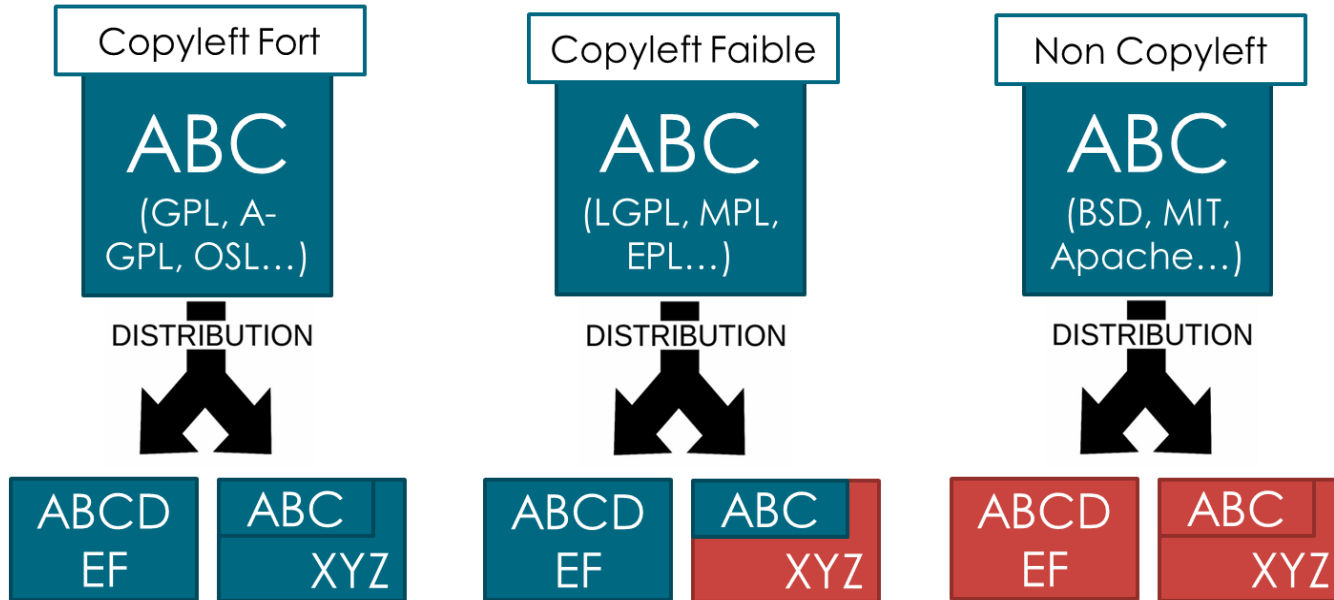 Copyleft Fort
ABC
(GPL, A-
GPL, OSL…)
DISTRIBUTION
ABCD
EF
ABC
XYZ
Copyleft Faible
ABC
(LGPL, MPL,
EPL…)
DISTRIBUTION
ABCD
EF
ABC
XYZ
Non Copyleft
ABC
(BSD, MIT,
Apache…)
DISTRIBUTION
ABCD
EF
ABC
XYZ